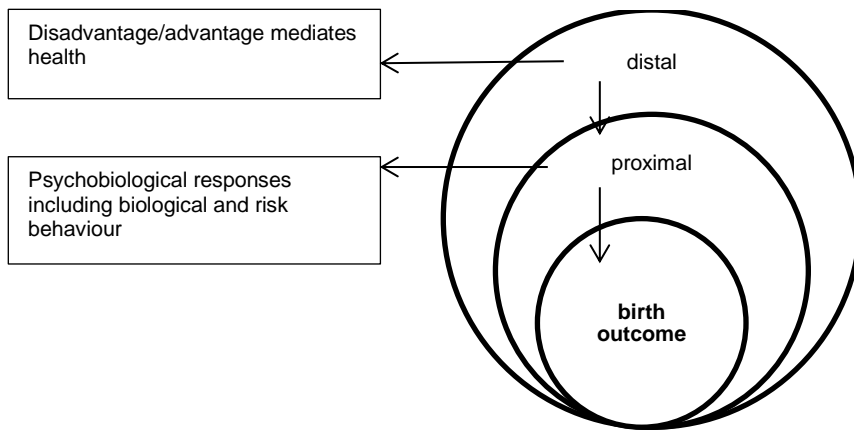 Disadvantage/advantage mediates
health
distal
Psychobiological responses
including biological and risk
behaviour
proximal
birth
outcome